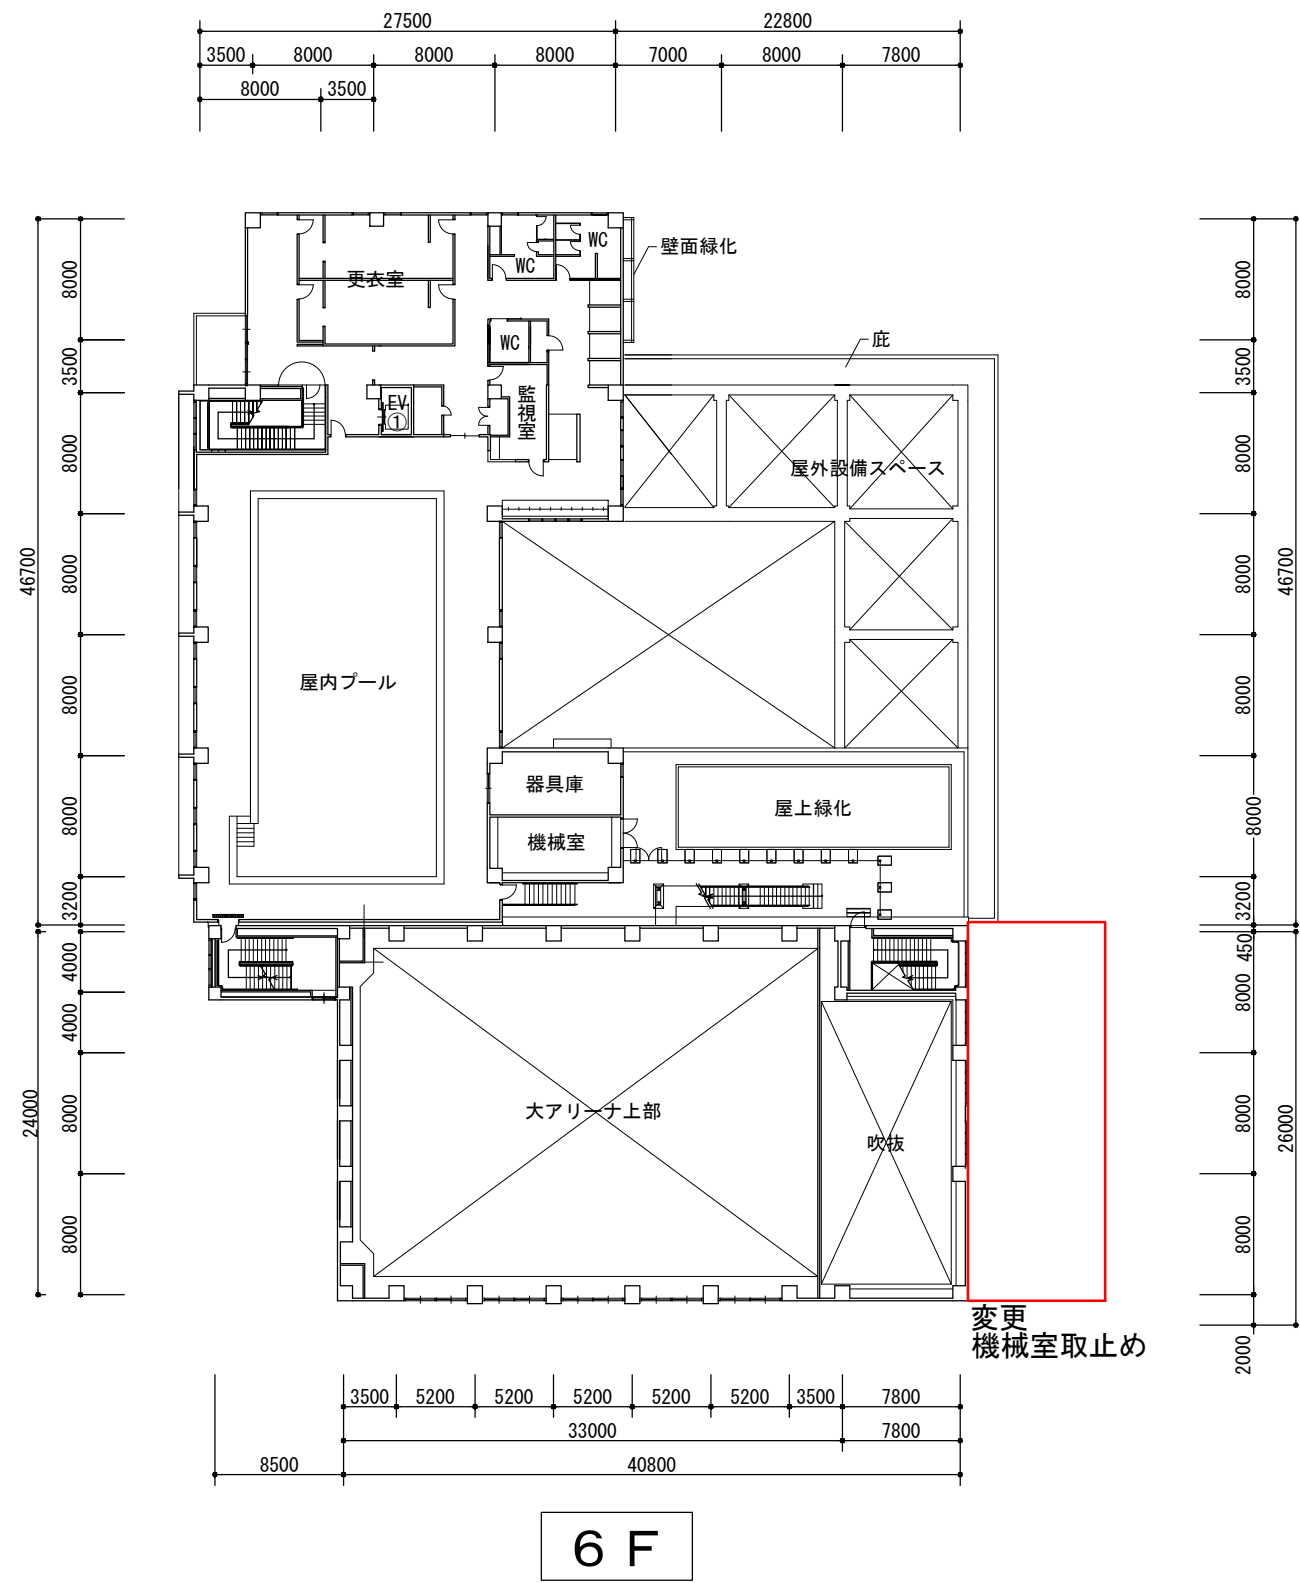 27500 22800
3500 8000 8000 8000 7000 8000 7800
8000 3500
壁面緑化
WC
WC
更衣室
庇
WC
EV
①
監視室
屋外設備スペース
屋内プール
器具庫
屋上緑化
機械室
大アリーナ上部
吹抜
変更
機械室取止め
46700
24000
8000
3500
8000
8000
8000
8000
3200
4000
4000
8000
8000
8000
3500
8000
8000
8000
8000
3200
450
8000
8000
8000
2000
46700
26000
3500 5200 5200 5200 5200 5200 3500 7800
33000 7800
8500 40800
6F